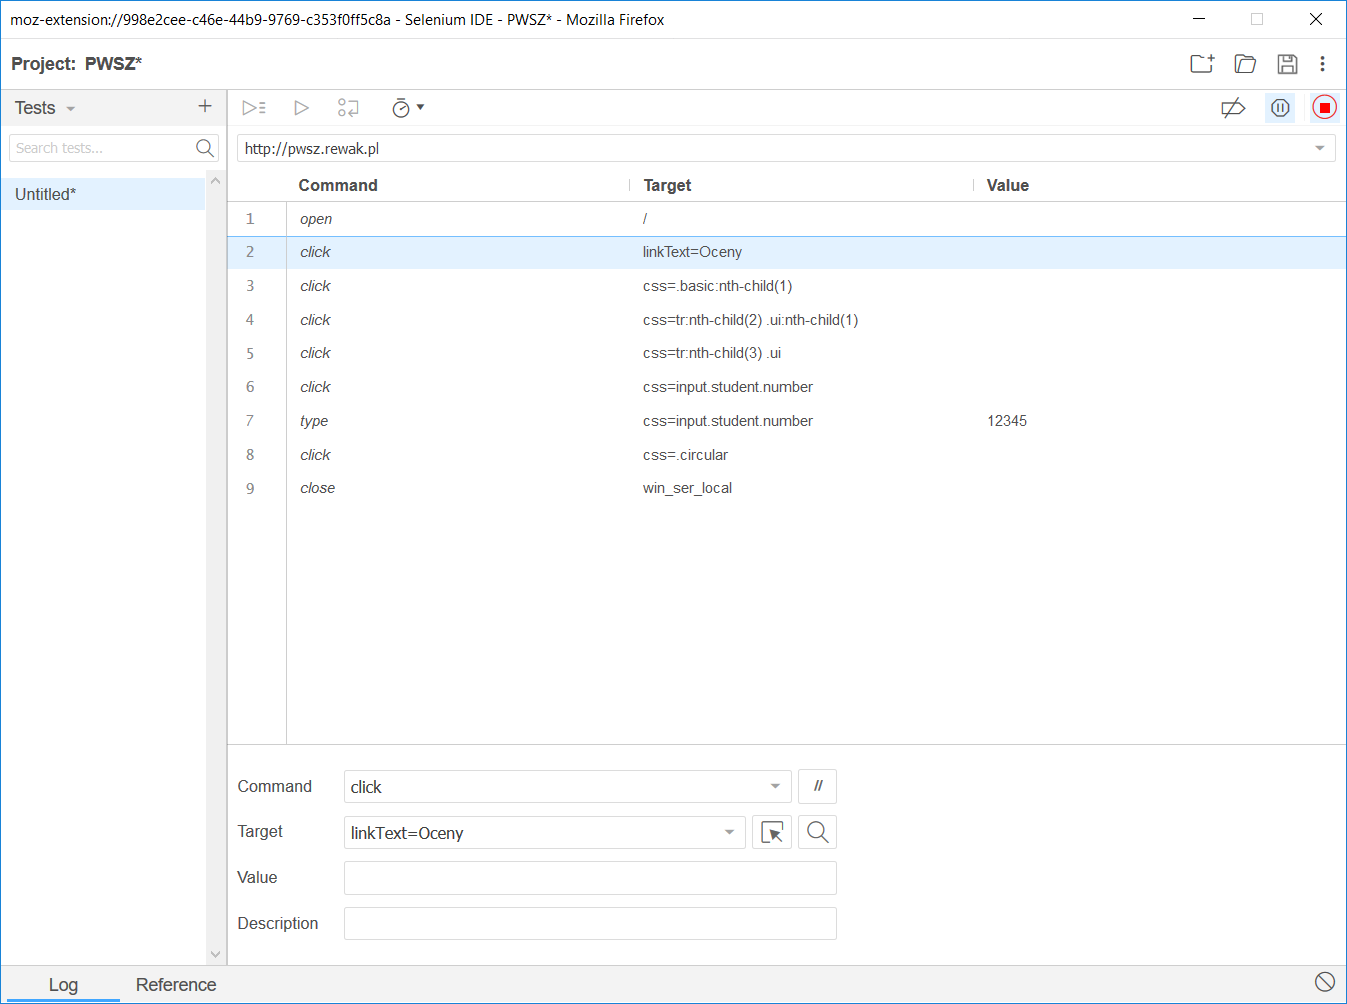 moz-extension://998e2cee-c46e-44b9-9769-c353f0ff5c8a - Selenium IDE - PWSZ* - Mozilla Firefox
Project: PWSZ*
Tests
Search tests...
Untitled*
http://pwsz.rewak.pl
Command Target Value
1 open /
2 click linkText=Oceny
3 click css=.basic:nth-child(1)
4 click css=tr:nth-child(2) .ui:nth-child(1)
5 click css=tr:nth-child(3) .ui
6 click css=input.student.number
7 type css=input.student.number 12345
8 click css=.circular
9 close win_ser_local
Command click //
Target linkText=Oceny
Value
Description
Log Reference